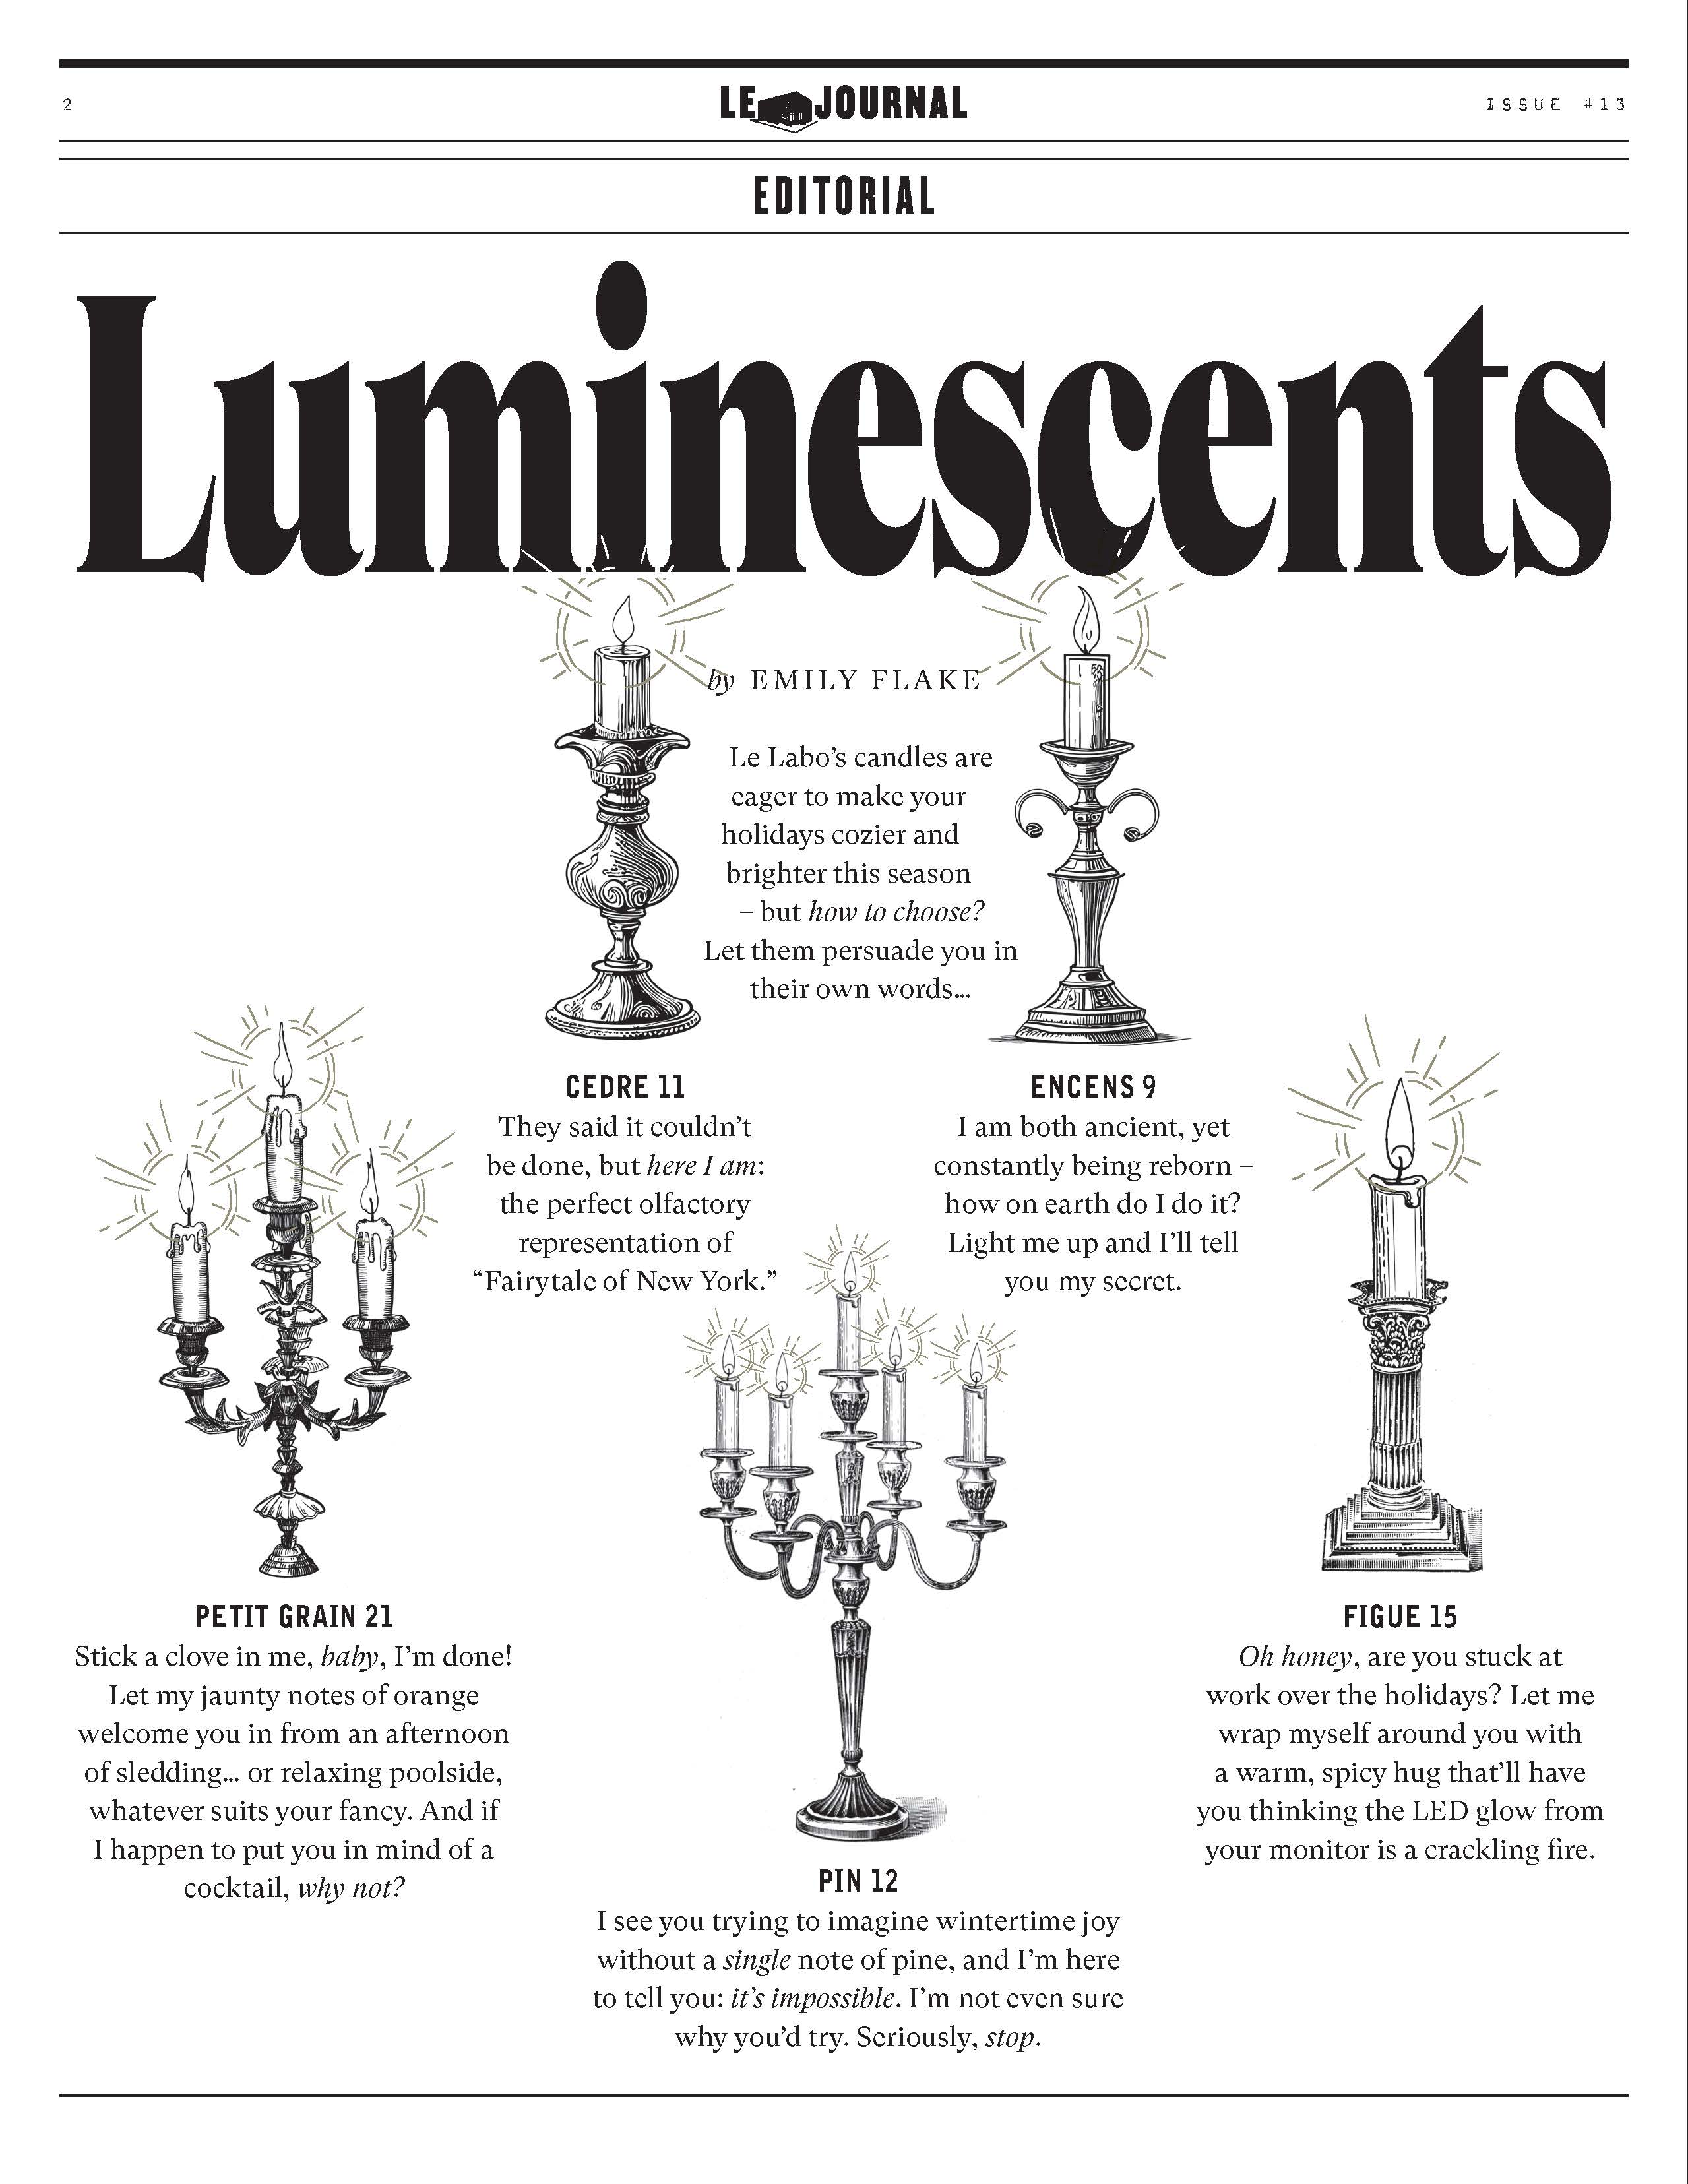 2
LE JOURNAL
ISSUE #13
EDITORIAL
Luminescents
by EMILY FLAKE
Le Labo’s candles are
eager to make your
holidays cozier and
brighter this season
– but how to choose?
Let them persuade you in
their own words...
CEDRE 11
They said it couldn’t
be done, but here I am:
the perfect olfactory
representation of
“Fairytale of New York.”
ENCENS 9
I am both ancient, yet
constantly being reborn –
how on earth do I do it?
Light me up and I’ll tell
you my secret.
PETIT GRAIN 21
Stick a clove in me, baby, I’m done!
Let my jaunty notes of orange
welcome you in from an afternoon
of sledding... or relaxing poolside,
whatever suits your fancy. And if
I happen to put you in mind of a
cocktail, why not?
PIN 12
I see you trying to imagine wintertime joy
without a single note of pine, and I’m here
to tell you: it’s impossible. I’m not even sure
why you’d try. Seriously, stop.
FIGUE 15
Oh honey, are you stuck at
work over the holidays? Let me
wrap myself around you with
a warm, spicy hug that’ll have
you thinking the LED glow from
your monitor is a crackling fire.